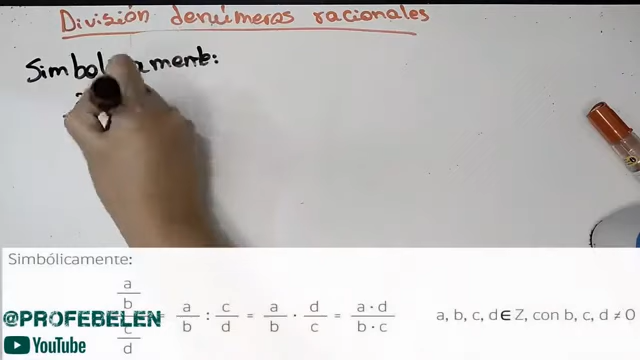 División de números racionales
Simbólicamente:
Simbólicamente:
a/b / c/d = a/b : c/d = a/b · d/c = a·d / b·c a, b, c, d ∈ Z, con b, c, d ≠ 0
@PROFEBELEN
YouTube